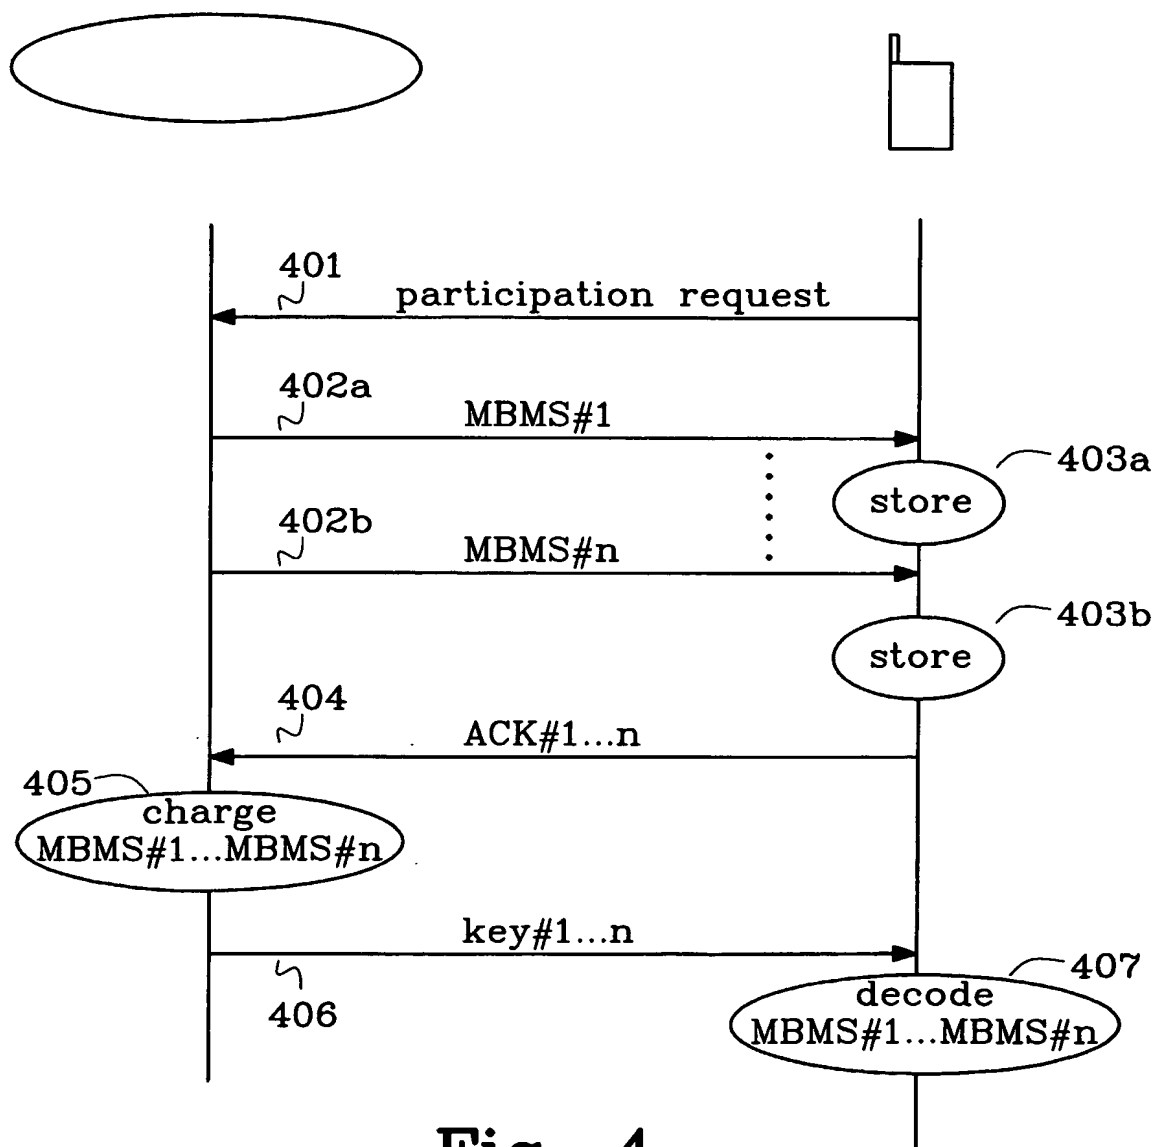 401
participation request
402a
MBMS#1
403a
store
402b
MBMS#n
403b
store
404
ACK#1...n
405
charge
MBMS#1...MBMS#n
key#1...n
406
407
decode
MBMS#1...MBMS#n
Fig. 4